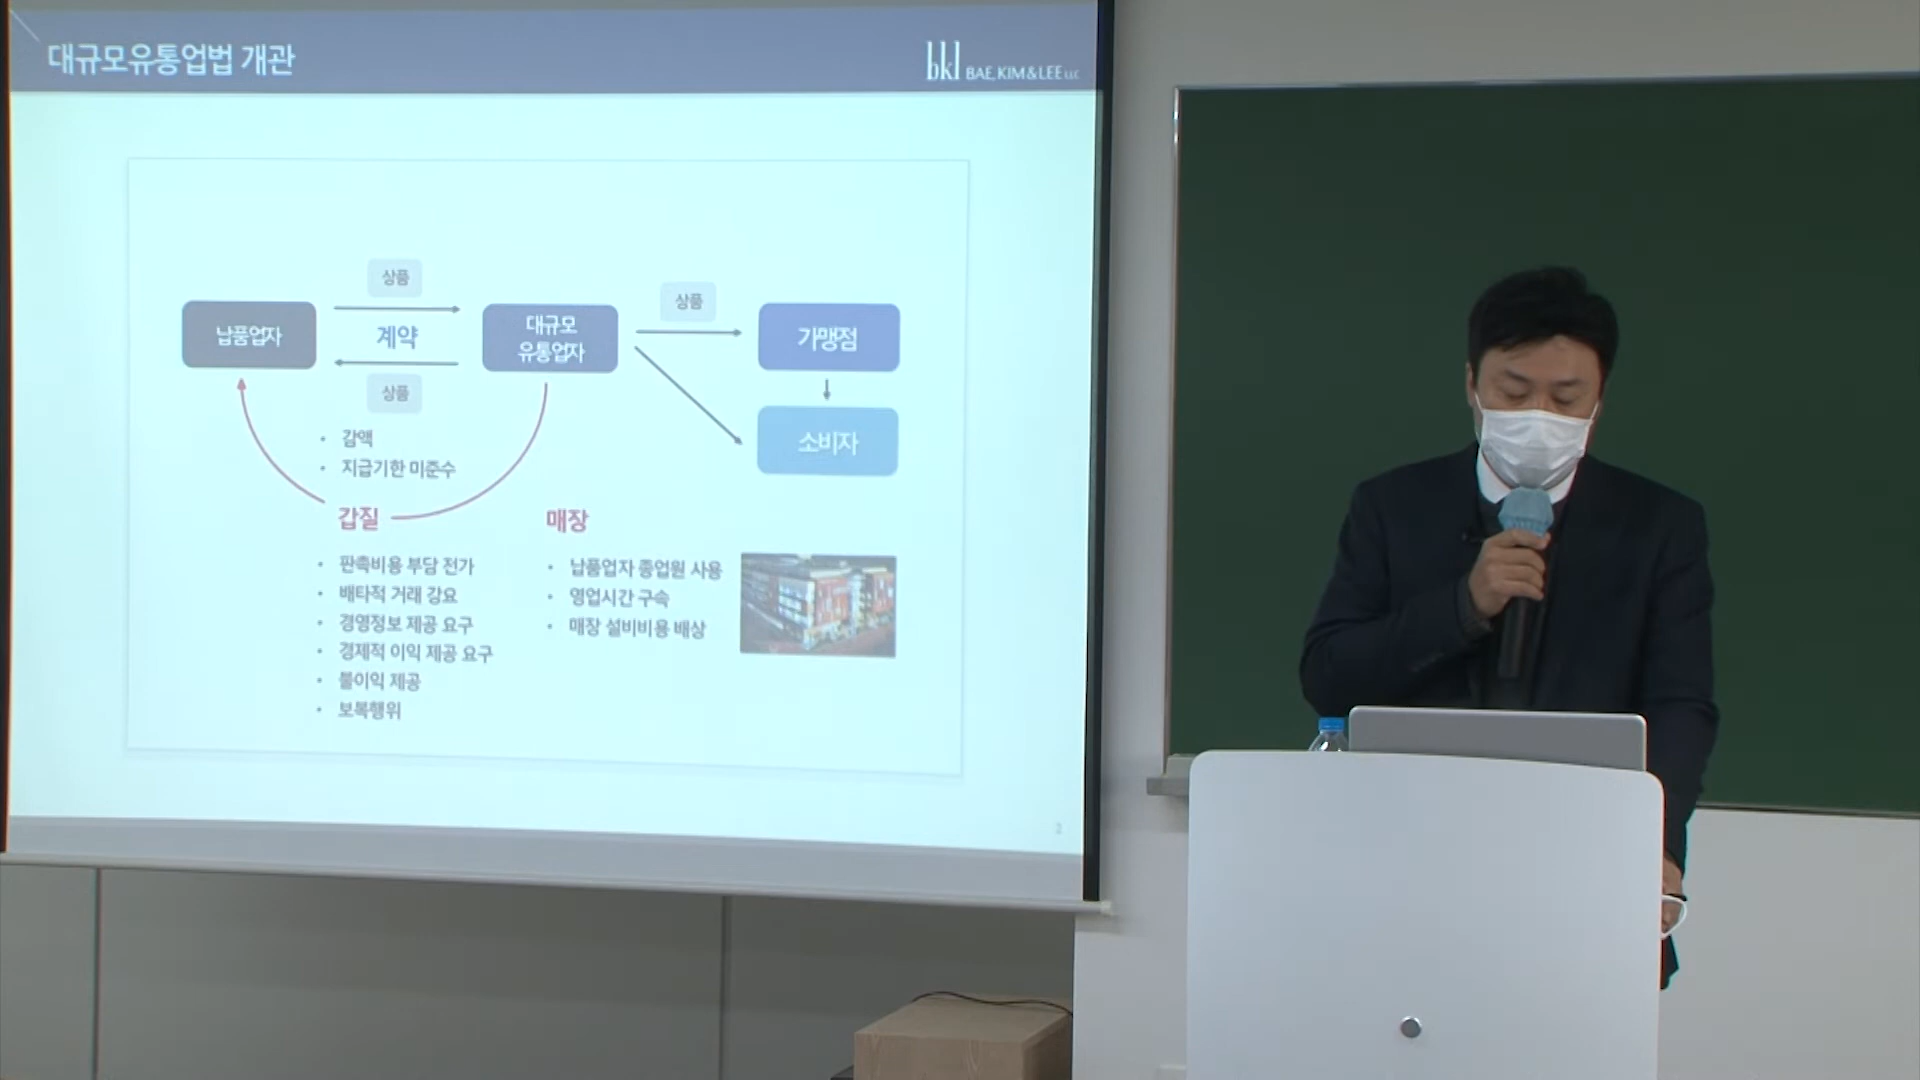 대규모유통업법 개관
bkl BAE, KIM & LEE LLC
상품
상품
납품업자
계약
대규모
유통업자
가맹점
상품
소비자
• 감액
• 지급기한 미준수
갑질
매장
• 판촉비용 부담 전가
• 배타적 거래 강요
• 경영정보 제공 요구
• 경제적 이익 제공 요구
• 불이익 제공
• 보복행위
• 납품업자 종업원 사용
• 영업시간 구속
• 매장 설비비용 배상
2